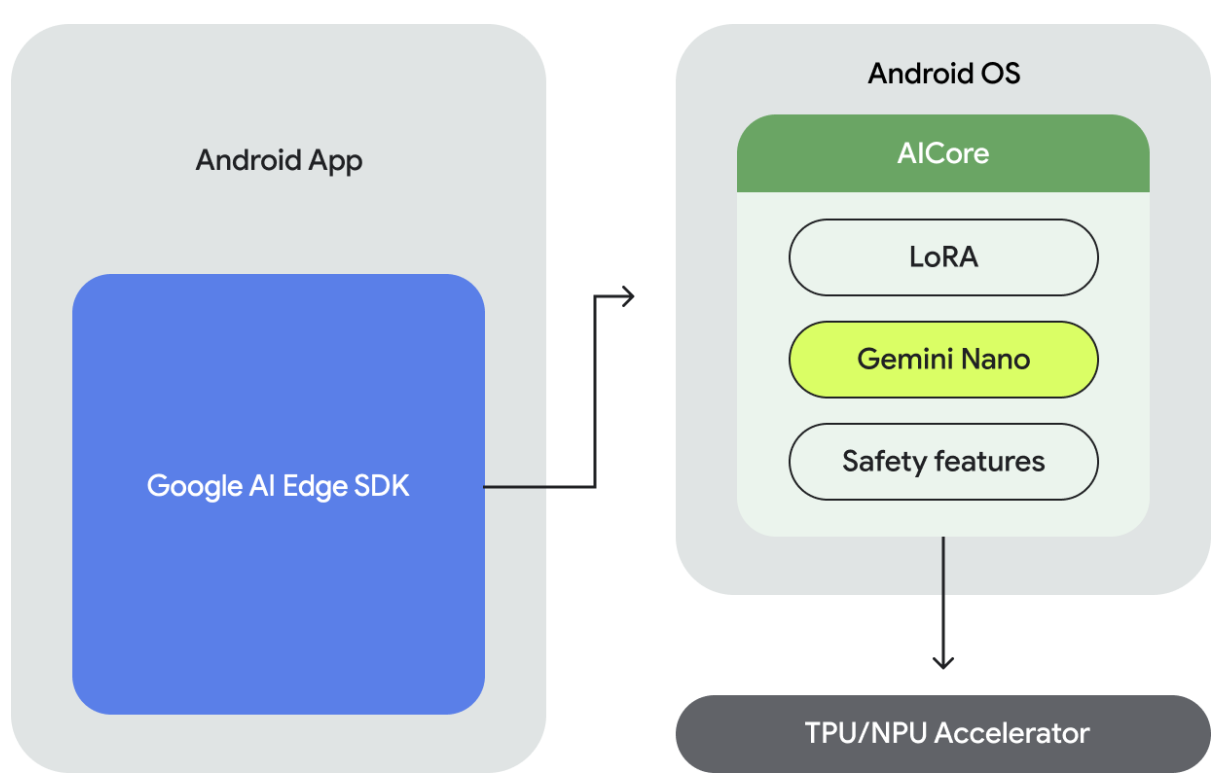 Android App
Google AI Edge SDK
Android OS
AICore
LoRA
Gemini Nano
Safety features
TPU/NPU Accelerator